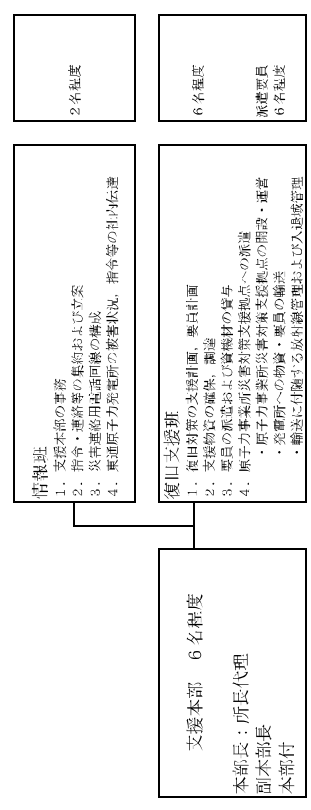 支援本部　6名程度
本部長：所長代理
副本部長
本部付
情報班
1．支援本部の事務
2．指令・連絡等の集約および立案
3．災害連絡用電話回線の構成
4．東通原子力発電所の被害状況，指令等の社内伝達
2名程度
復旧支援班
1．復旧対策の支援計画，要員計画
2．支援物資の確保，調達
3．要員の派遣および資機材の貸与
4．原子力事業所災害対策支援拠点への派遣
・原子力事業所災害対策支援拠点の開設・運営
・発電所への物資・要員の輸送
・輸送に付随する放射線管理および入退域管理
6名程度
派遣要員
6名程度